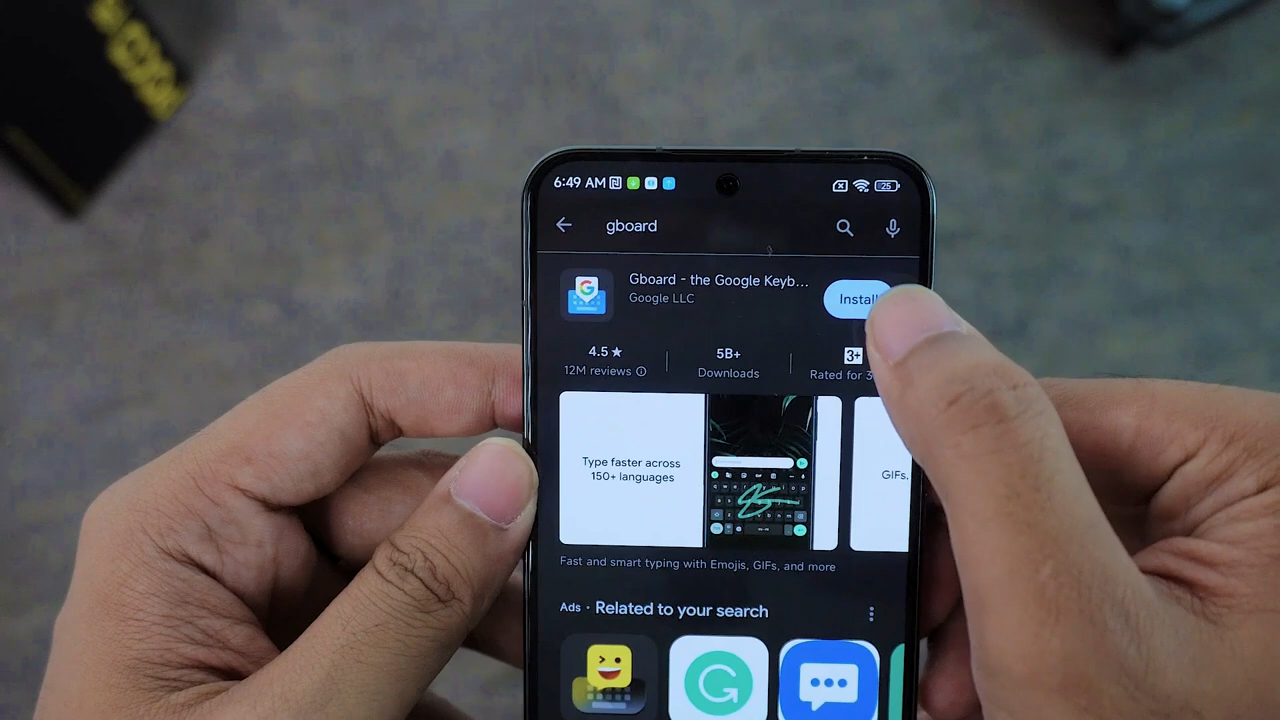 6:49 AM
25
gboard
Gboard - the Google Keyb...
Google LLC
Install
4.5★
12M reviews
5B+
Downloads
3+
Rated for 3
Type faster across
150+ languages
GIFs,
Fast and smart typing with Emojis, GIFs, and more
Ads · Related to your search